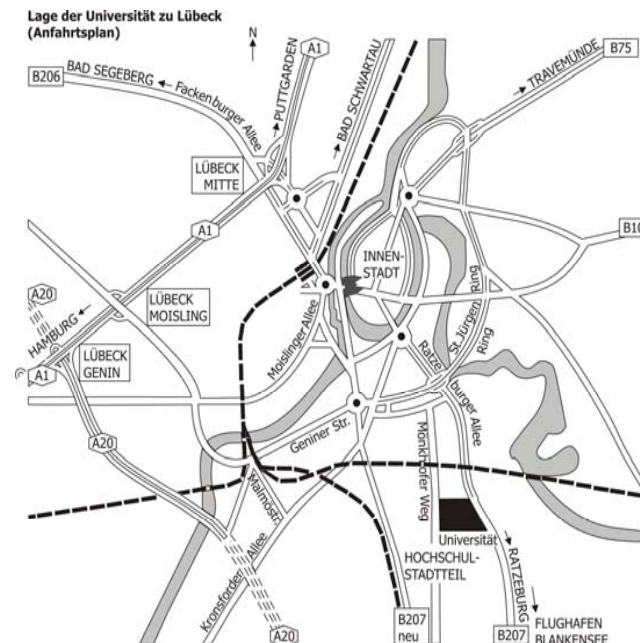 Lage der Universität zu Lübeck
(Anfahrtsplan)
N
A1
B75
B206
BAD SEGEBERG
Fackenburger Allee
PUTTGARDEN
BAD SCHWARTAU
TRAVEMÜNDE
LÜBECK
MITTE
A1
INNEN-
STADT
B10
A20
HAMBURG
LÜBECK
MOISLING
Moislinger Allee
St.Jürgen Ring
Ring
LÜBECK
GENIN
A1
Ratzeburger Allee
A20
Geniner Str.
Malmöstr.
Mönkhofer Weg
Kronsforder Allee
Universität
HOCHSCHUL-
STADTTEIL
RATZEBURG
A20
B207
neu
B207
FLUGHAFEN
BLANKENSEE